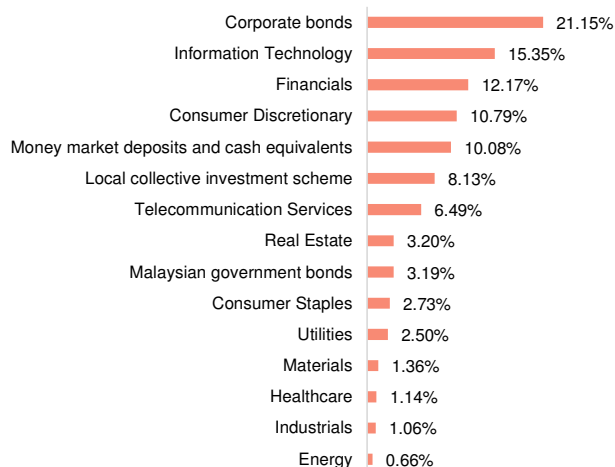 Corporate bonds 21.15%
Information Technology 15.35%
Financials 12.17%
Consumer Discretionary 10.79%
Money market deposits and cash equivalents 10.08%
Local collective investment scheme 8.13%
Telecommunication Services 6.49%
Real Estate 3.20%
Malaysian government bonds 3.19%
Consumer Staples 2.73%
Utilities 2.50%
Materials 1.36%
Healthcare 1.14%
Industrials 1.06%
Energy 0.66%